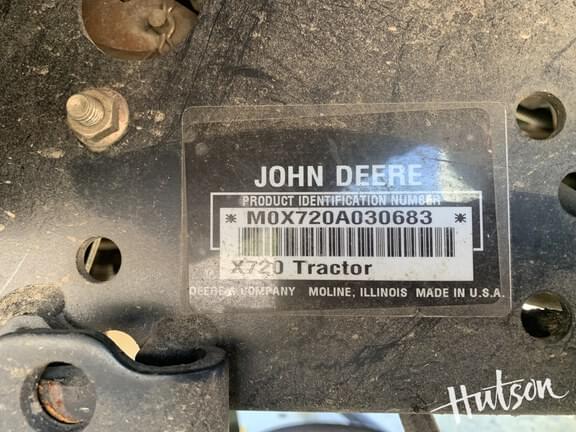 JOHN DEERE
PRODUCT IDENTIFICATION NUMBER
* M0X720A030683 *
X720 Tractor
DEERE & COMPANY MOLINE, ILLINOIS MADE IN U.S.A.
Hutson